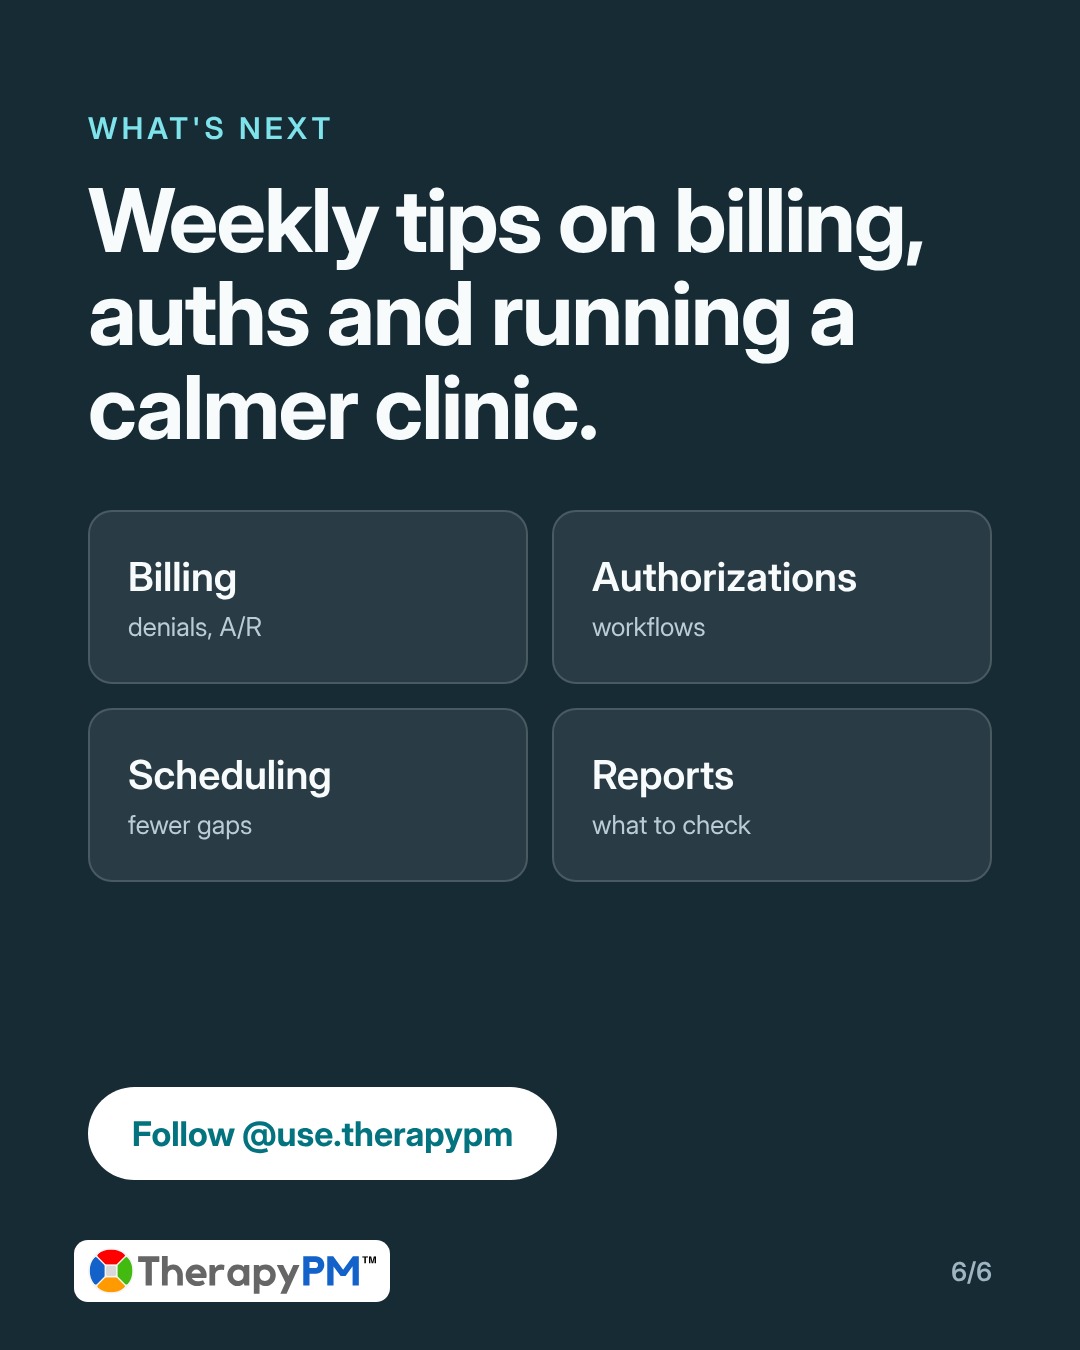 WHAT'S NEXT
Weekly tips on billing,
auths and running a
calmer clinic.
Billing
denials, A/R
Authorizations
workflows
Scheduling
fewer gaps
Reports
what to check
Follow @use.therapypm
TherapyPM™
6/6